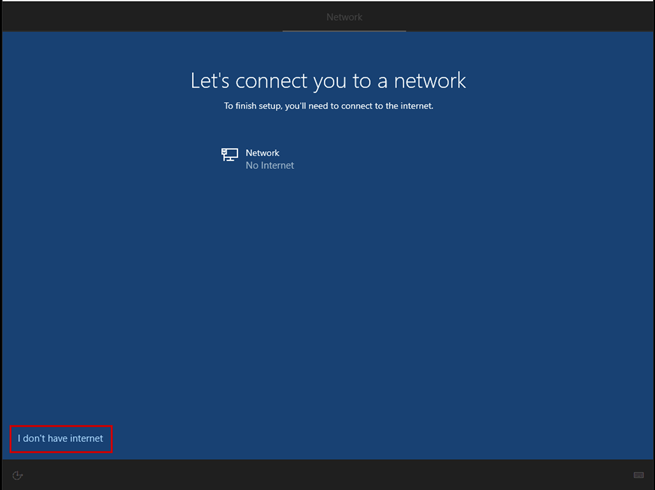 Network
Let's connect you to a network
To finish setup, you'll need to connect to the internet.
Network
No Internet
I don't have internet